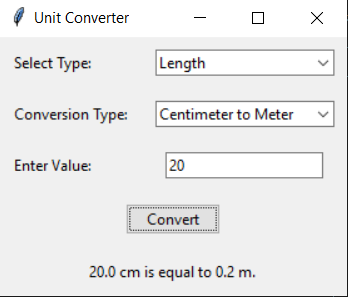 Unit Converter
Select Type: Length
Conversion Type: Centimeter to Meter
Enter Value: 20
Convert
20.0 cm is equal to 0.2 m.